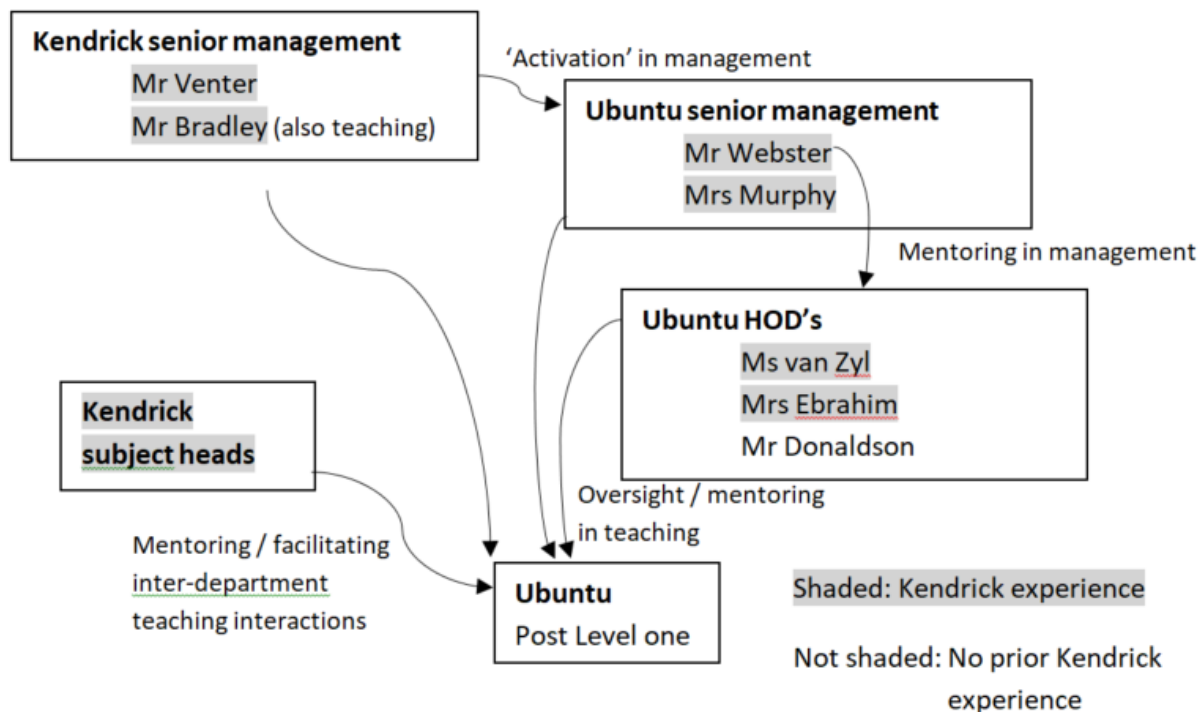 Kendrick senior management
Mr Venter
Mr Bradley (also teaching)
‘Activation’ in management
Ubuntu senior management
Mr Webster
Mrs Murphy
Mentoring in management
Ubuntu HOD’s
Ms van Zyl
Mrs Ebrahim
Mr Donaldson
Kendrick
subject heads
Oversight / mentoring
in teaching
Mentoring / facilitating
inter-department
teaching interactions
Ubuntu
Post Level one
Shaded: Kendrick experience
Not shaded: No prior Kendrick
experience